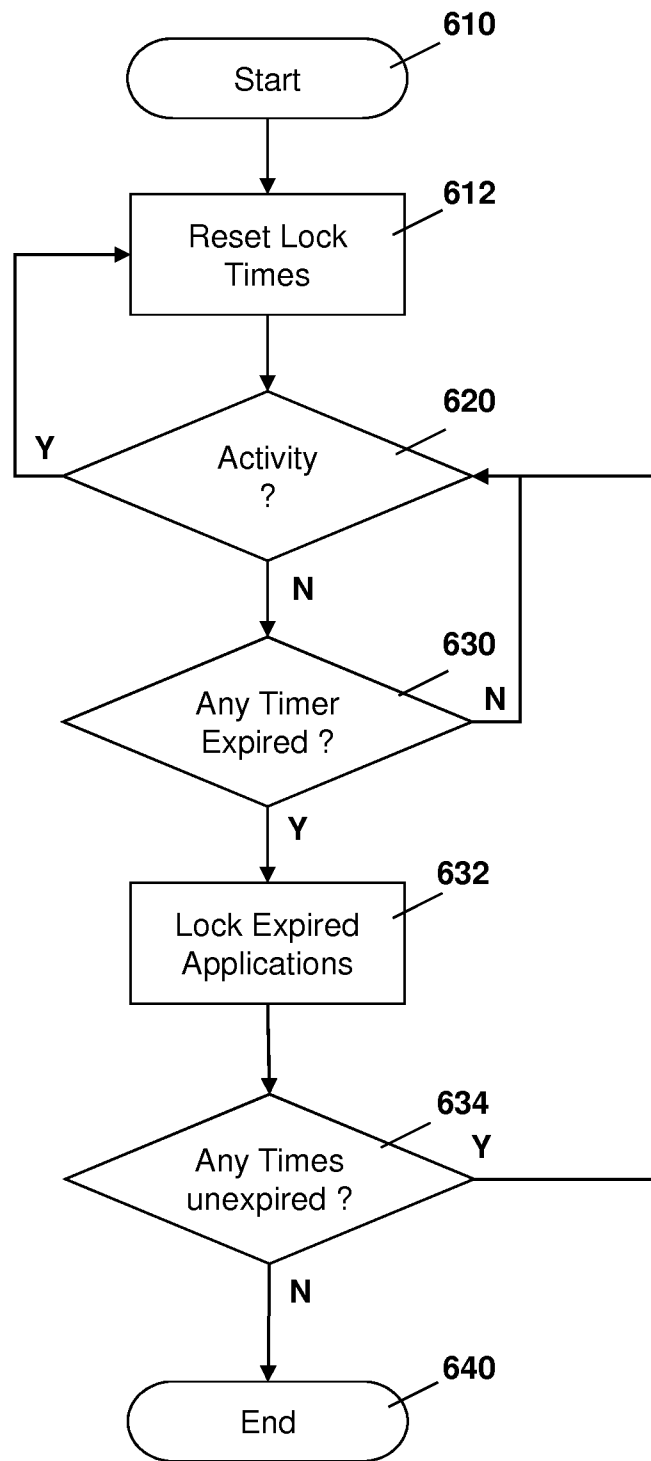 610
Start
612
Reset Lock
Times
620
Y
Activity
?
N
630
Any Timer
Expired ?
N
Y
632
Lock Expired
Applications
634
Any Times
unexpired ?
Y
N
640
End